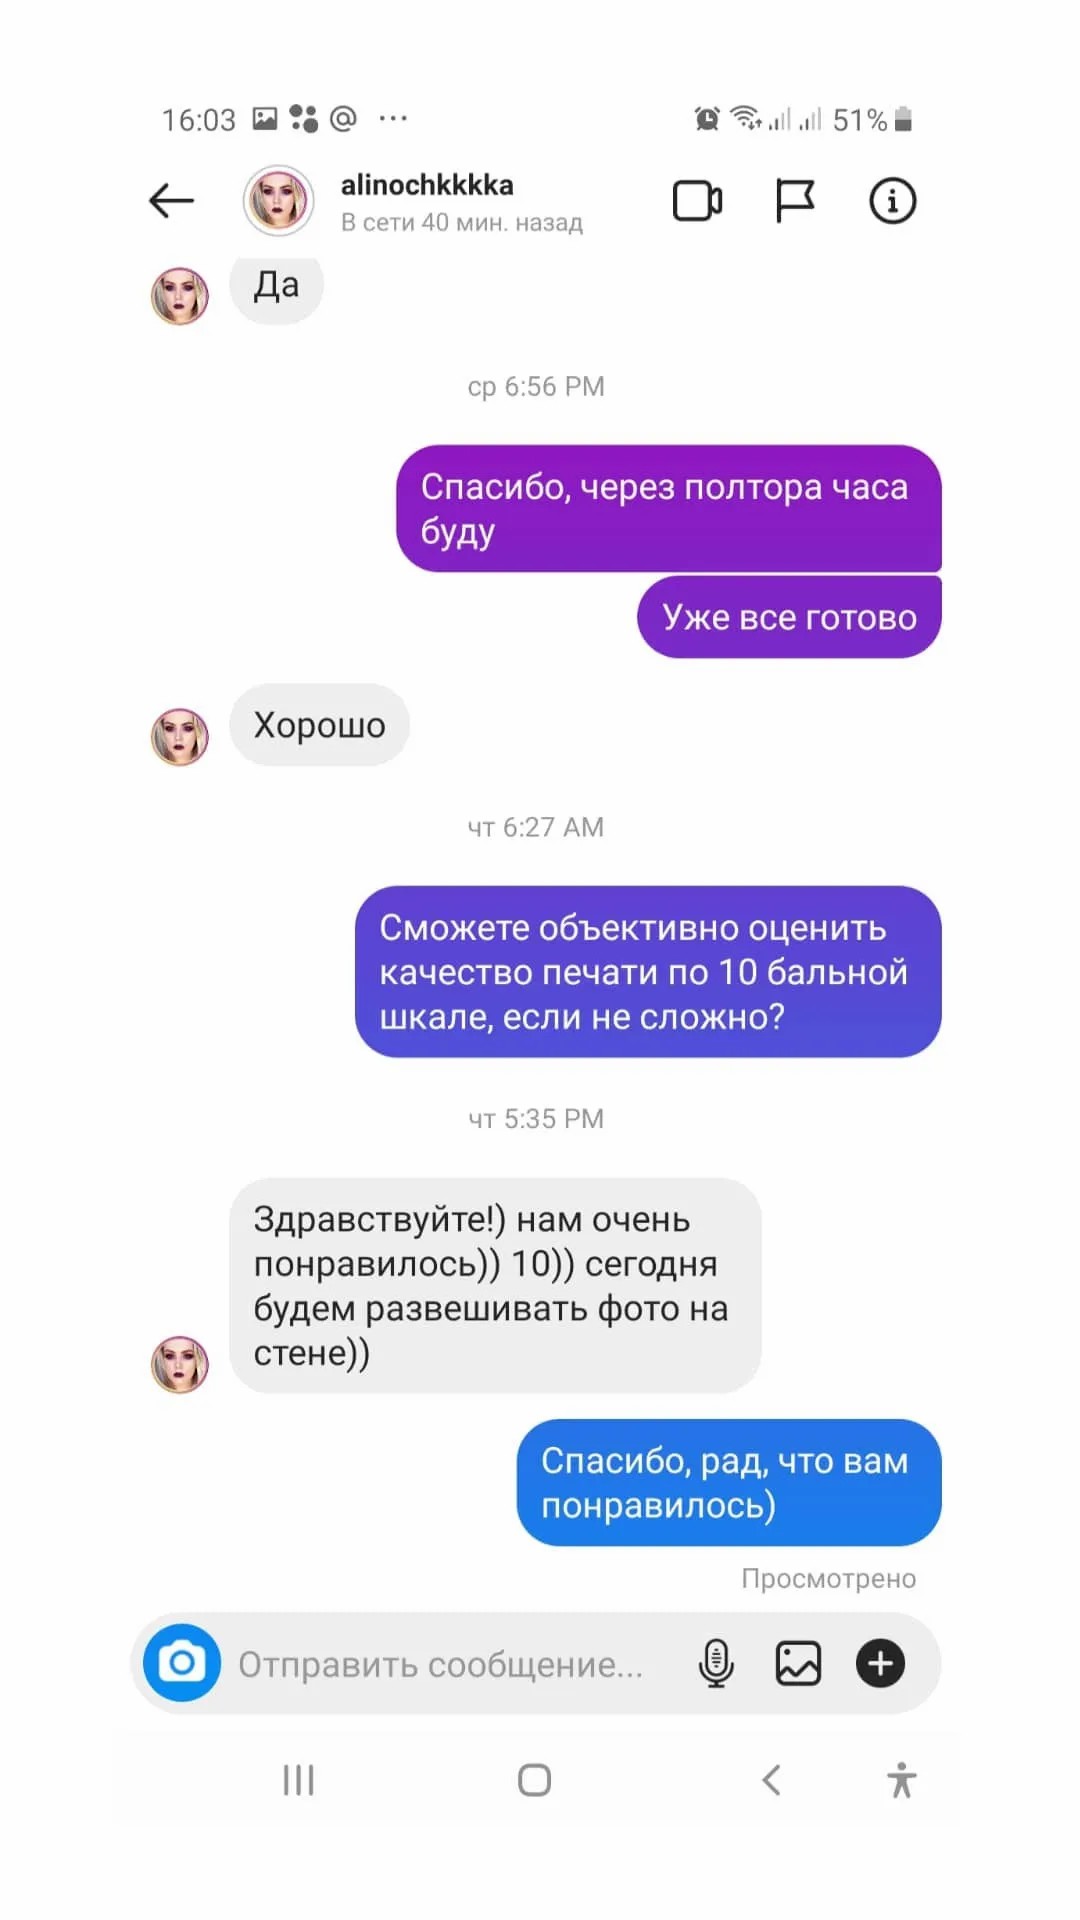 16:03 @ ... 51%
alinochkkkka
В сети 40 мин. назад
Да
ср 6:56 PM
Спасибо, через полтора часа
буду
Уже все готово
Хорошо
чт 6:27 AM
Сможете объективно оценить
качество печати по 10 бальной
шкале, если не сложно?
чт 5:35 PM
Здравствуйте!) нам очень
понравилось)) 10)) сегодня
будем развешивать фото на
стене))
Спасибо, рад, что вам
понравилось)
Просмотрено
Отправить сообщение...